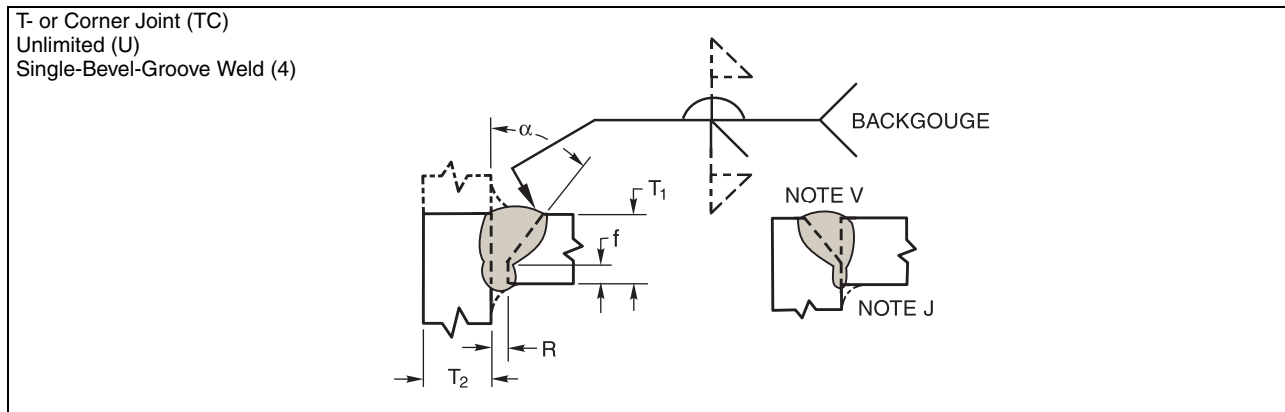 T- or Corner Joint (TC)
Unlimited (U)
Single-Bevel-Groove Weld (4)
BACKGOUGE
α
T1
NOTE V
f
NOTE J
R
T2